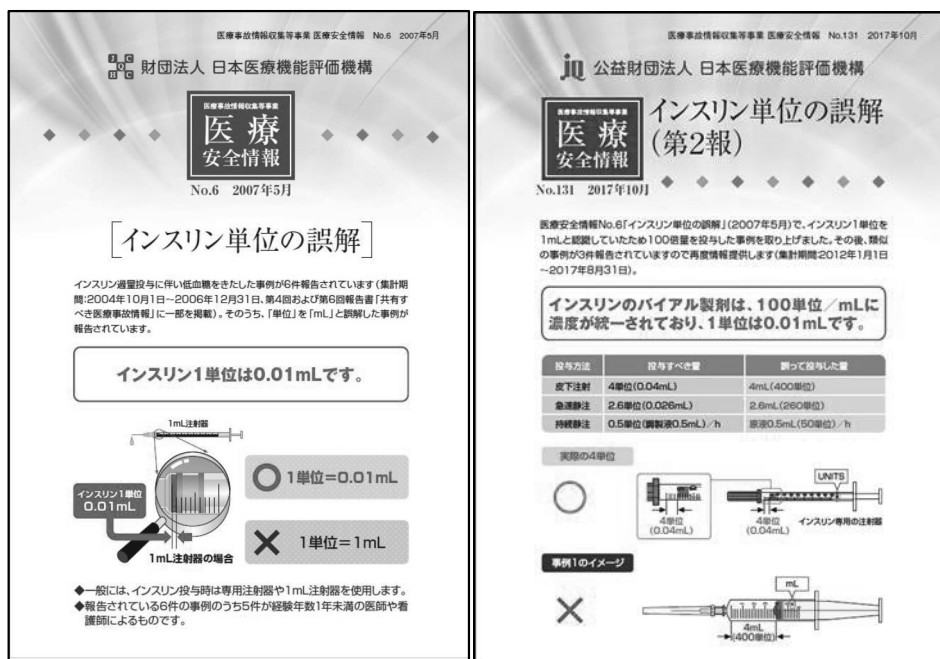 医療事故情報収集等事業 医療安全情報 No.6 2007年5月
財団法人 日本医療機能評価機構
医療事故情報収集等事業
医療
安全情報
No.6 2007年5月
[インスリン単位の誤解]
インスリン過量投与に伴い低血糖をきたした事例が6件報告されています(集計期
間:2004年10月1日~2006年12月31日、第4回および第6回報告書「共有す
べき医療事故情報」に一部を掲載)。そのうち、「単位」を「mL」と誤解した事例が
報告されています。
インスリン1単位は0.01mLです。
1mL注射器
インスリン1単位
0.01mL
1mL注射器の場合
1単位=0.01mL
1単位=1mL
◆一般には、インスリン投与時は専用注射器や1mL注射器を使用します。
◆報告されている6件の事例のうち5件が経験年数1年未満の医師や看
護師によるものです。
医療事故情報収集等事業 医療安全情報 No.131 2017年10月
jq 公益財団法人 日本医療機能評価機構
医療事故情報収集等事業
医療
安全情報
No.131 2017年10月
インスリン単位の誤解
(第2報)
医療安全情報No.6「インスリン単位の誤解」(2007年5月)で、インスリン1単位を
1mLと認識していたため100倍量を投与した事例を取り上げました。その後、類似
の事例が3件報告されていますので再度情報提供します(集計期間:2012年1月1日
~2017年8月31日)。
インスリンのバイアル製剤は、100単位/mLに
濃度が統一されており、1単位は0.01mLです。
投与方法 投与すべき量 誤って投与した量
皮下注射 4単位(0.04mL) 4mL(400単位)
急速静注 2.6単位(0.026mL) 2.6mL(260単位)
持続静注 0.5単位(調製液0.5mL)/h 原液0.5mL(50単位)/h
実際の4単位
UNITS
4単位
(0.04mL)
4単位
(0.04mL)
インスリン専用の注射器
事例1のイメージ
mL
4mL
(400単位)